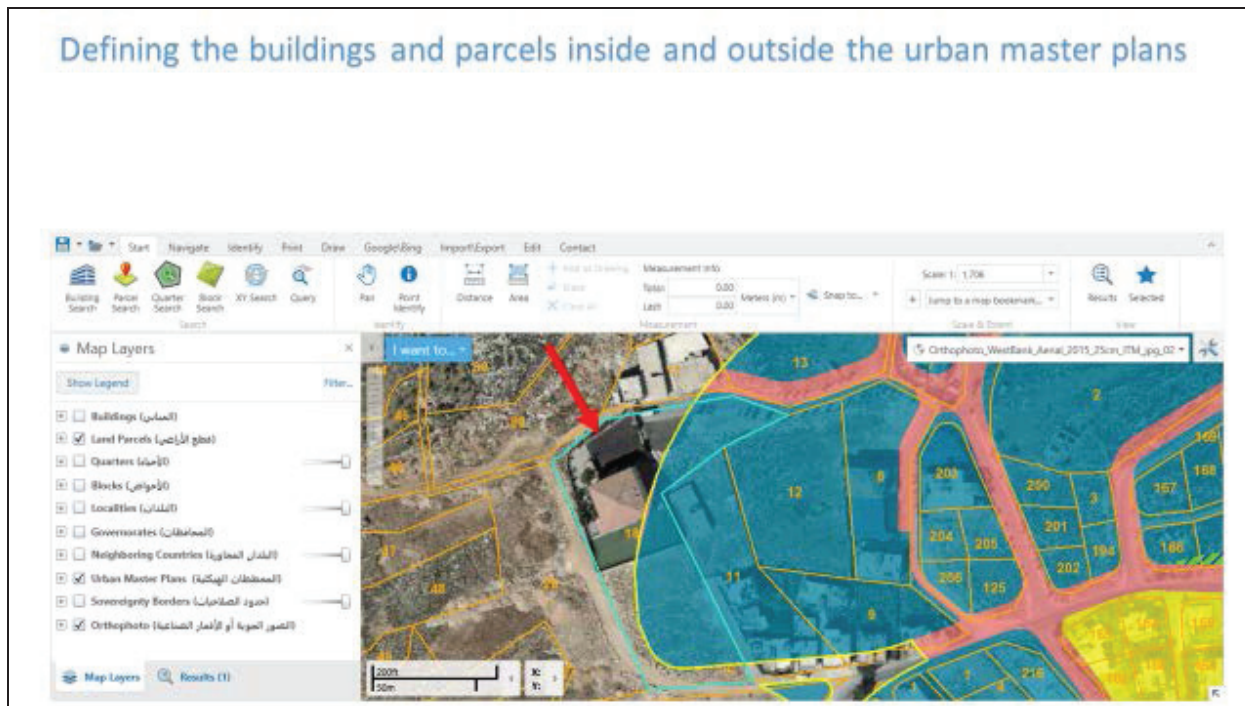 Defining the buildings and parcels inside and outside the urban master plans
Start Navigate Identify Print Draw Google\Bing Import\Export Edit Contact
Building Search
Parcel Search
Quarter Search
Block Search
XY Search
Query
Pan
Point Identify
Distance
Area
Measurement Info
Total 0.00
Last 0.00
Meters (m)
Snap to...
Scale: 1: 1,706
Jump to a map bookmark...
Results
Selected
Search
Identify
Measurement
Scale & Extent
View
Map Layers
I want to...
Orthophoto_WestBank_Aerial_2015_25cm_ITM_jpg_02
Show Legend
Filter...
Buildings (المباني)
Land Parcels (قطع الأراضي)
Quarters (الأحياء)
Blocks (الأحواض)
Localities (البلدات)
Governorates (المحافظات)
Neighboring Countries (البلدان المجاورة)
Urban Master Plans (المخططات الهيكلية)
Sovereignty Borders (حدود الصلاحيات)
Orthophoto (الصور الجوية أو الأقمار الصناعية)
Map Layers
Results (1)
200ft
50m
X:
Y:
13
2
12
8
203
200
3
169
168
167
201
204
205
194
166
202
206
125
11
9
47
48
216